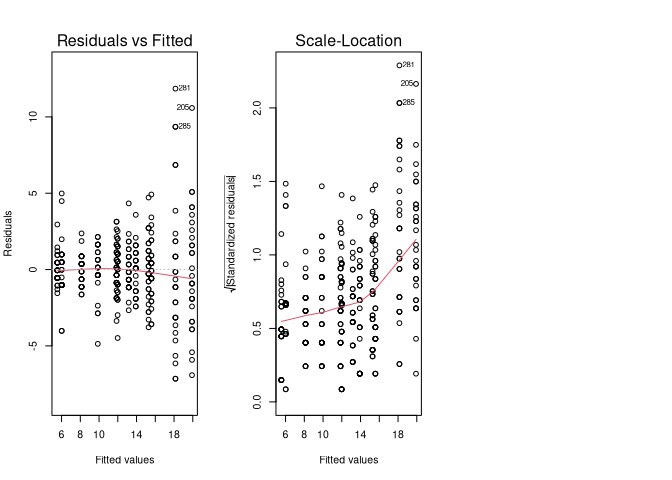 Residuals vs Fitted
Residuals
10
5
0
-5
281
205
285
6 8 10 14 18
Fitted values
Scale-Location
√|Standardized residuals|
2.0
1.5
1.0
0.5
0.0
281
205
285
6 8 10 14 18
Fitted values